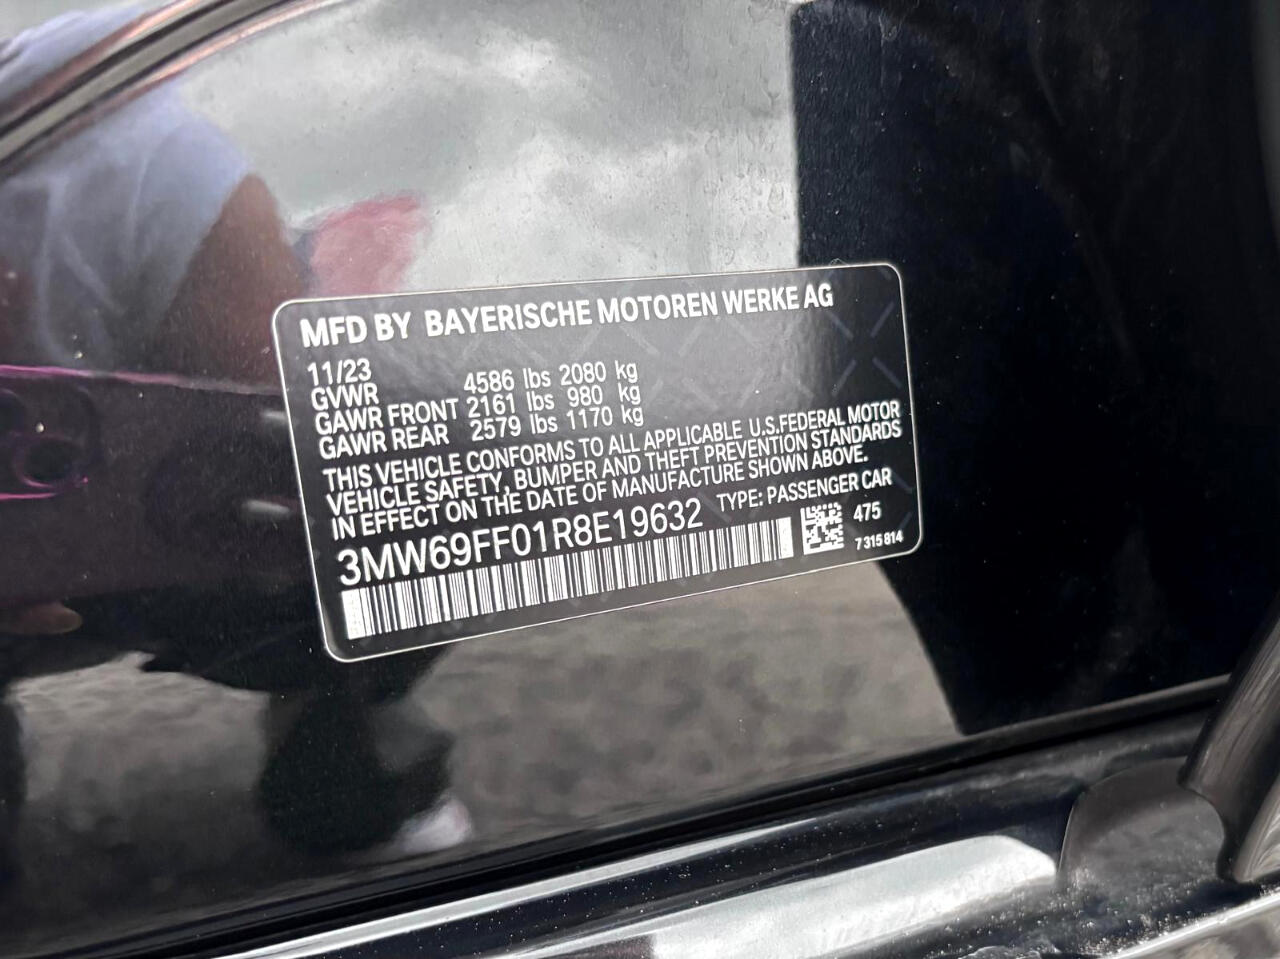 MFD BY BAYERISCHE MOTOREN WERKE AG
11/23
GVWR 4586 lbs 2080 kg
GAWR FRONT 2161 lbs 980 kg
GAWR REAR 2579 lbs 1170 kg
THIS VEHICLE CONFORMS TO ALL APPLICABLE U.S.FEDERAL MOTOR
VEHICLE SAFETY, BUMPER AND THEFT PREVENTION STANDARDS
IN EFFECT ON THE DATE OF MANUFACTURE SHOWN ABOVE.
3MW69FF01R8E19632 TYPE: PASSENGER CAR
475
7 315 814